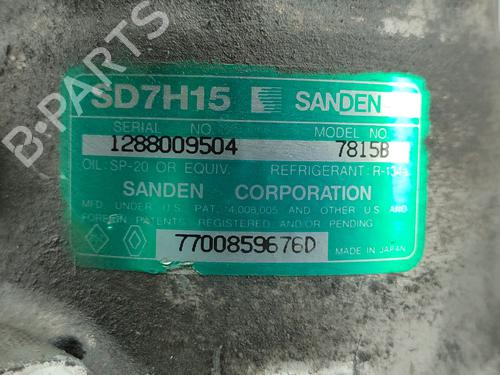 B-PARTS
SD7H15 SANDEN
SERIAL NO. MODEL NO.
1288009504 7815B
OIL: SP-20 OR EQUIV. REFRIGERANT: R-134a
SANDEN CORPORATION
MFD. UNDER U.S. PAT. 4,008,005 AND OTHER U.S. AND
FOREIGN PATENTS REGISTERED AND/OR PENDING
7700859676D
MADE IN JAPAN